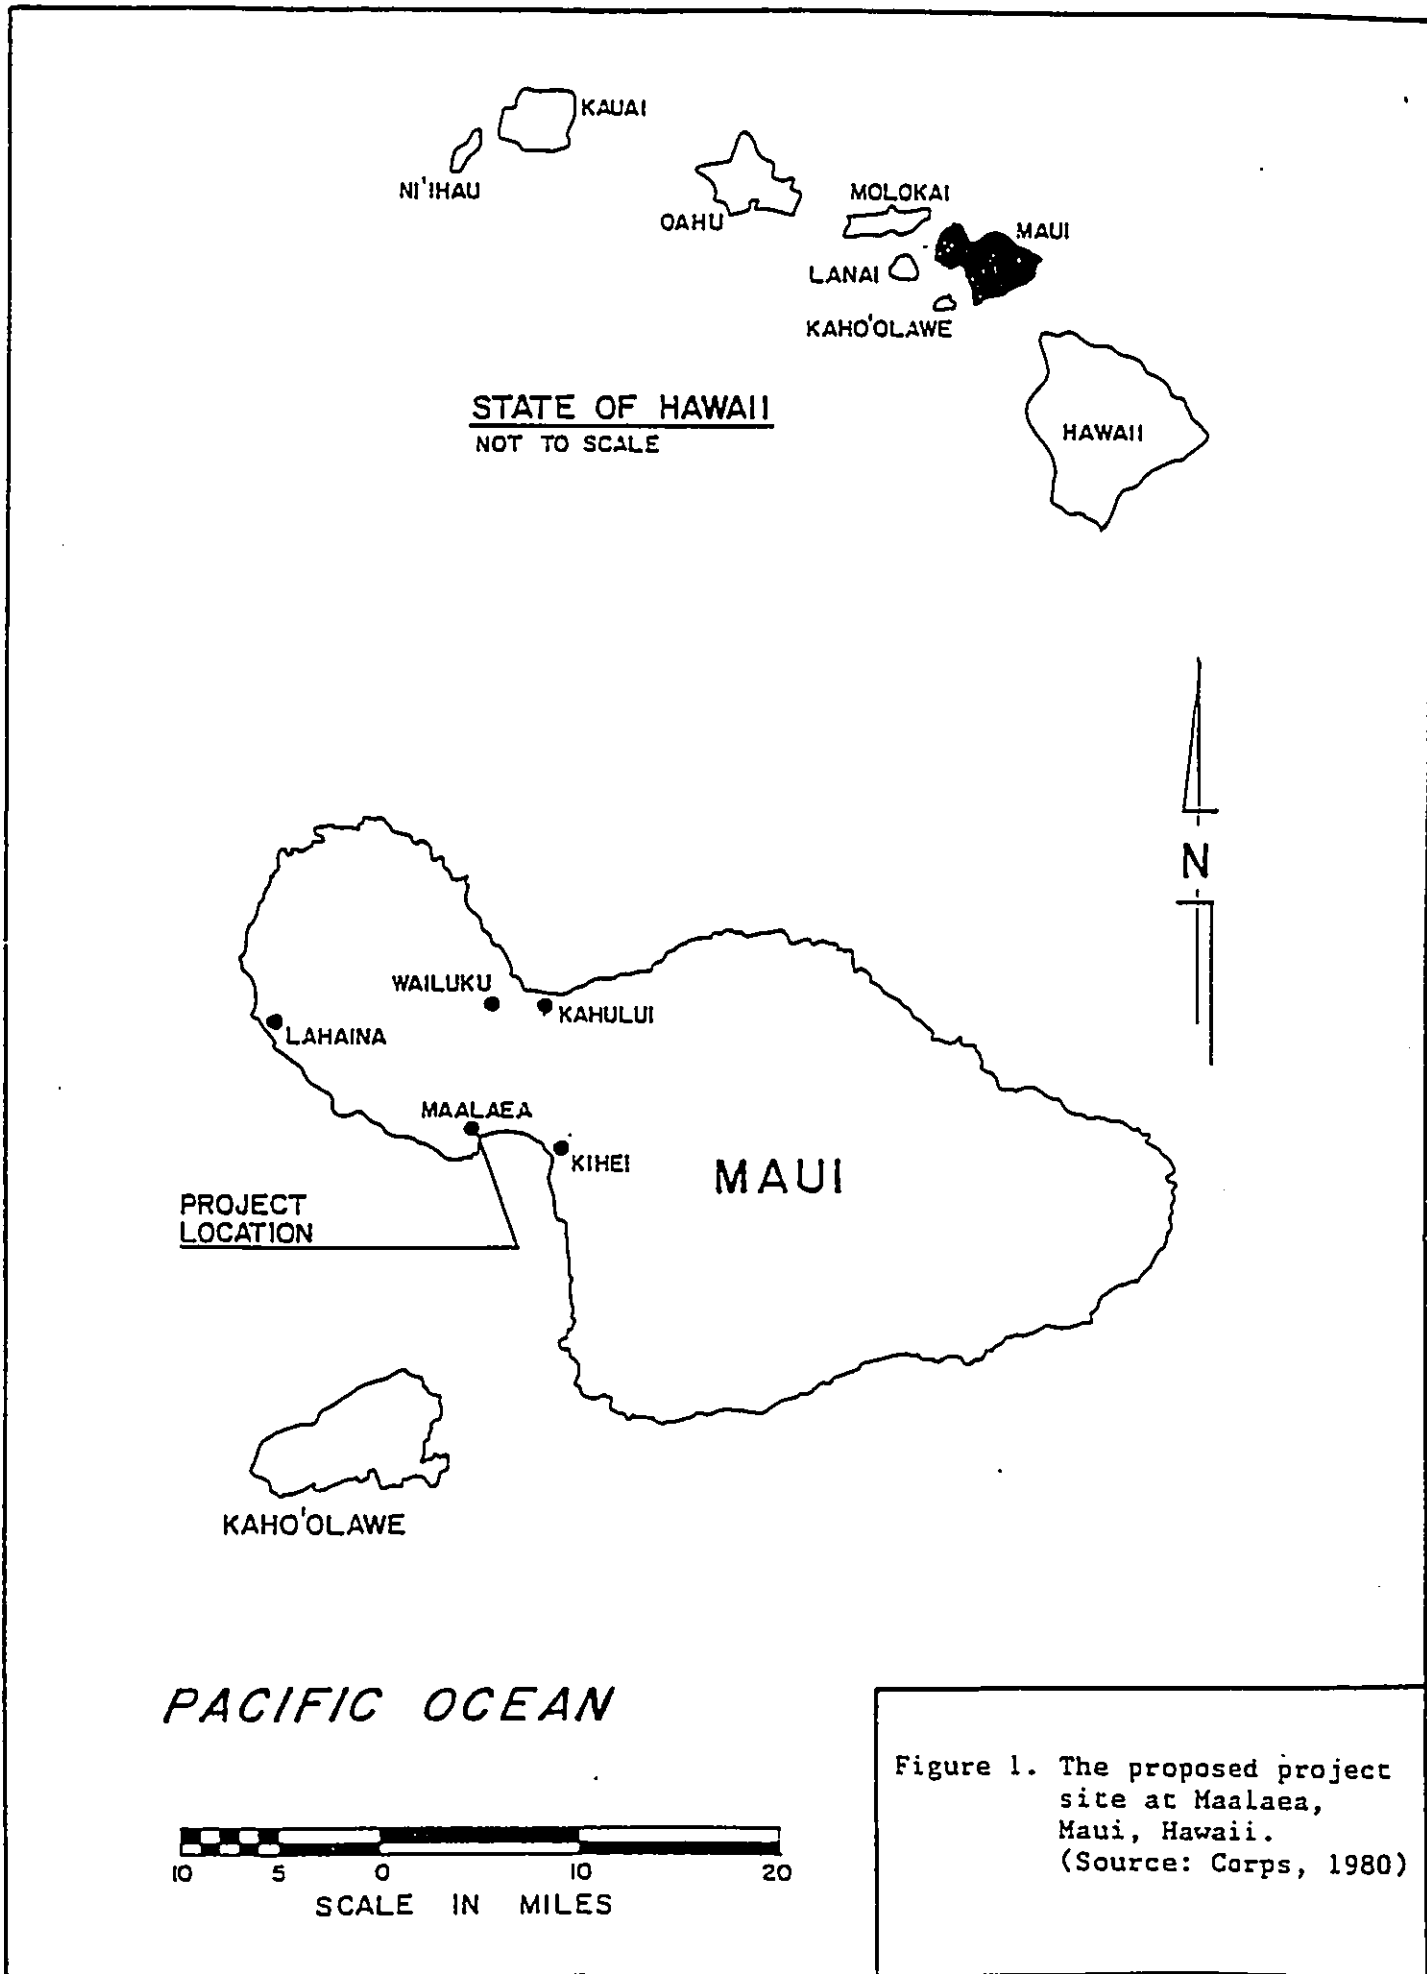 KAUAI
NI'IHAU
OAHU
MOLOKAI
MAUI
LANAI
KAHO'OLAWE
HAWAII
STATE OF HAWAII
NOT TO SCALE
N
WAILUKU
KAHULUI
LAHAINA
MAALAEA
KIHEI
MAUI
PROJECT
LOCATION
KAHO'OLAWE
PACIFIC OCEAN
10 5 0 10 20
SCALE IN MILES
Figure 1. The proposed project
site at Maalaea,
Maui, Hawaii.
(Source: Corps, 1980)